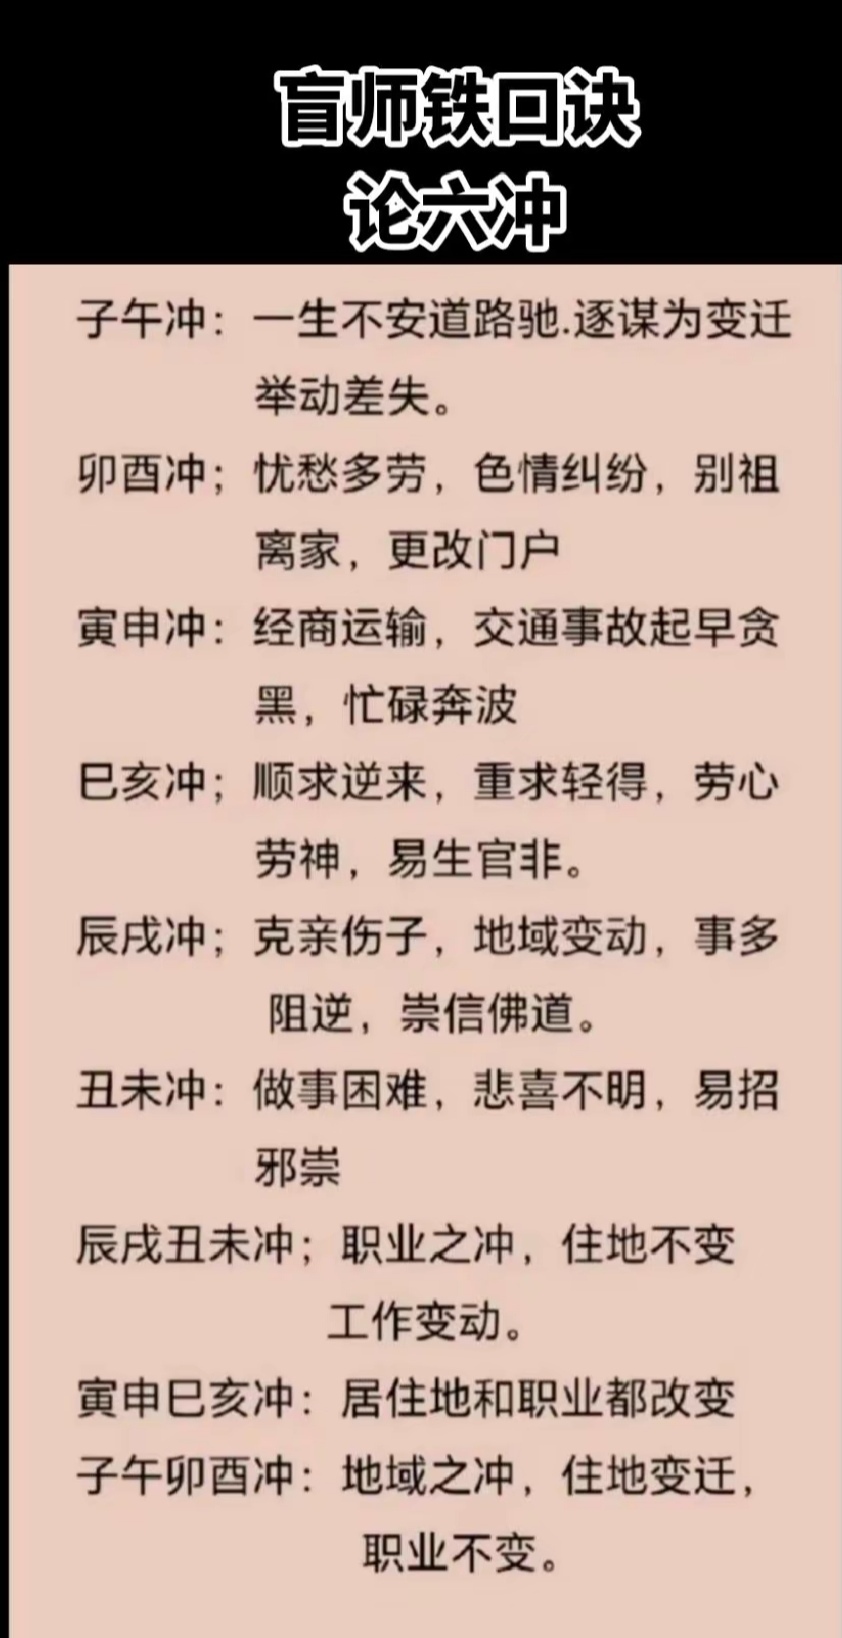 盲师铁口诀
论六冲
子午冲：一生不安道路驰.逐谋为变迁
举动差失。
卯酉冲；忧愁多劳，色情纠纷，别祖
离家，更改门户
寅申冲：经商运输，交通事故起早贪
黑，忙碌奔波
巳亥冲；顺求逆来，重求轻得，劳心
劳神，易生官非。
辰戌冲；克亲伤子，地域变动，事多
阻逆，崇信佛道。
丑未冲：做事困难，悲喜不明，易招
邪崇
辰戌丑未冲；职业之冲，住地不变
工作变动。
寅申巳亥冲：居住地和职业都改变
子午卯酉冲：地域之冲，住地变迁，
职业不变。